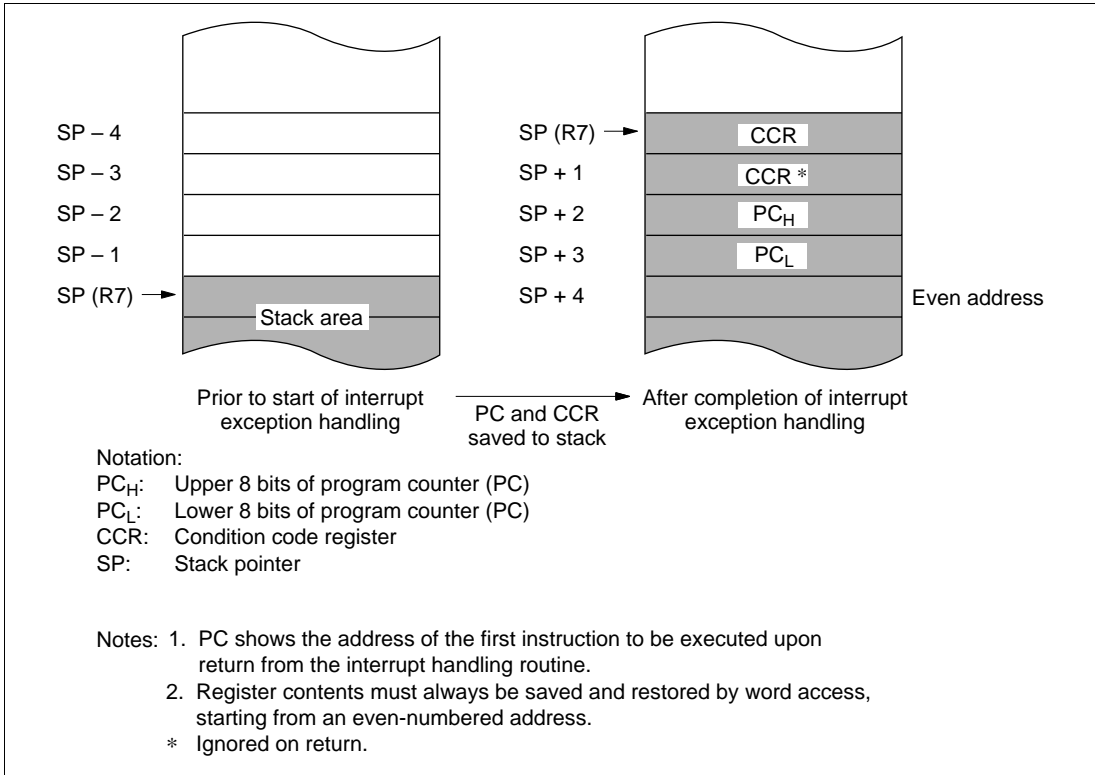 SP – 4
SP – 3
SP – 2
SP – 1
SP (R7)
Stack area
SP (R7)
SP + 1
SP + 2
SP + 3
SP + 4
CCR
CCR *
PCH
PCL
Even address
Prior to start of interrupt
exception handling
PC and CCR
saved to stack
After completion of interrupt
exception handling
Notation:
PCH: Upper 8 bits of program counter (PC)
PCL: Lower 8 bits of program counter (PC)
CCR: Condition code register
SP: Stack pointer
Notes: 1. PC shows the address of the first instruction to be executed upon
return from the interrupt handling routine.
2. Register contents must always be saved and restored by word access,
starting from an even-numbered address.
* Ignored on return.